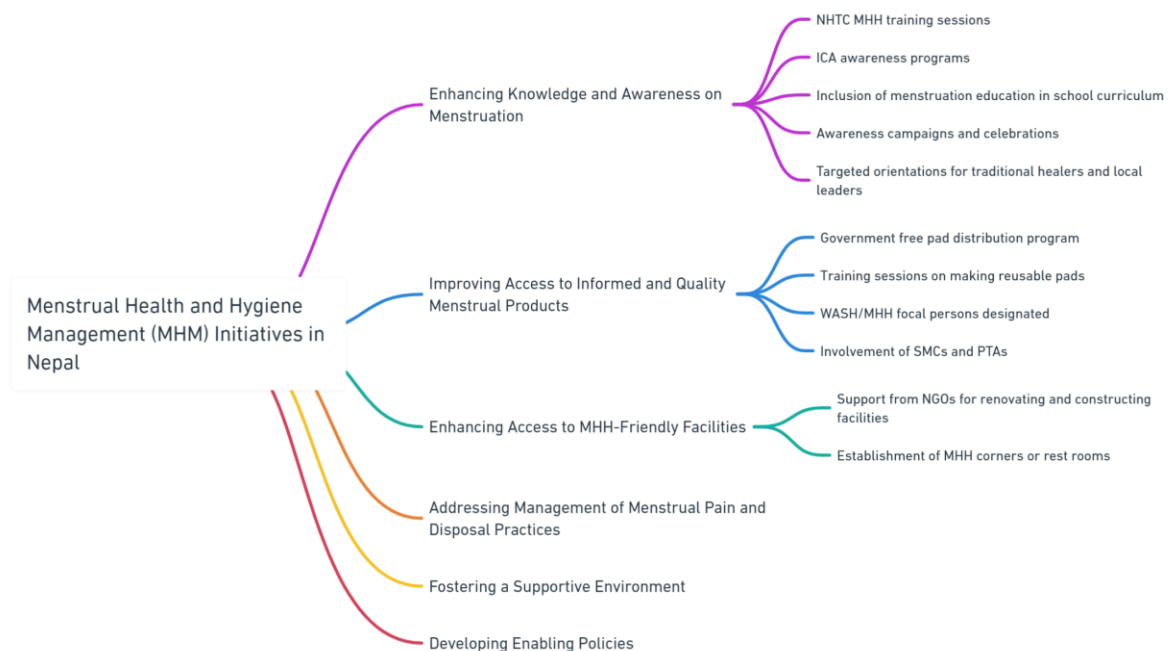 Menstrual Health and Hygiene
Management (MHM) Initiatives in
Nepal
Enhancing Knowledge and Awareness on
Menstruation
NHTC MHH training sessions
ICA awareness programs
Inclusion of menstruation education in school curriculum
Awareness campaigns and celebrations
Targeted orientations for traditional healers and local
leaders
Improving Access to Informed and Quality
Menstrual Products
Government free pad distribution program
Training sessions on making reusable pads
WASH/MHH focal persons designated
Involvement of SMCs and PTAs
Enhancing Access to MHH-Friendly Facilities
Support from NGOs for renovating and constructing
facilities
Establishment of MHH corners or rest rooms
Addressing Management of Menstrual Pain and
Disposal Practices
Fostering a Supportive Environment
Developing Enabling Policies